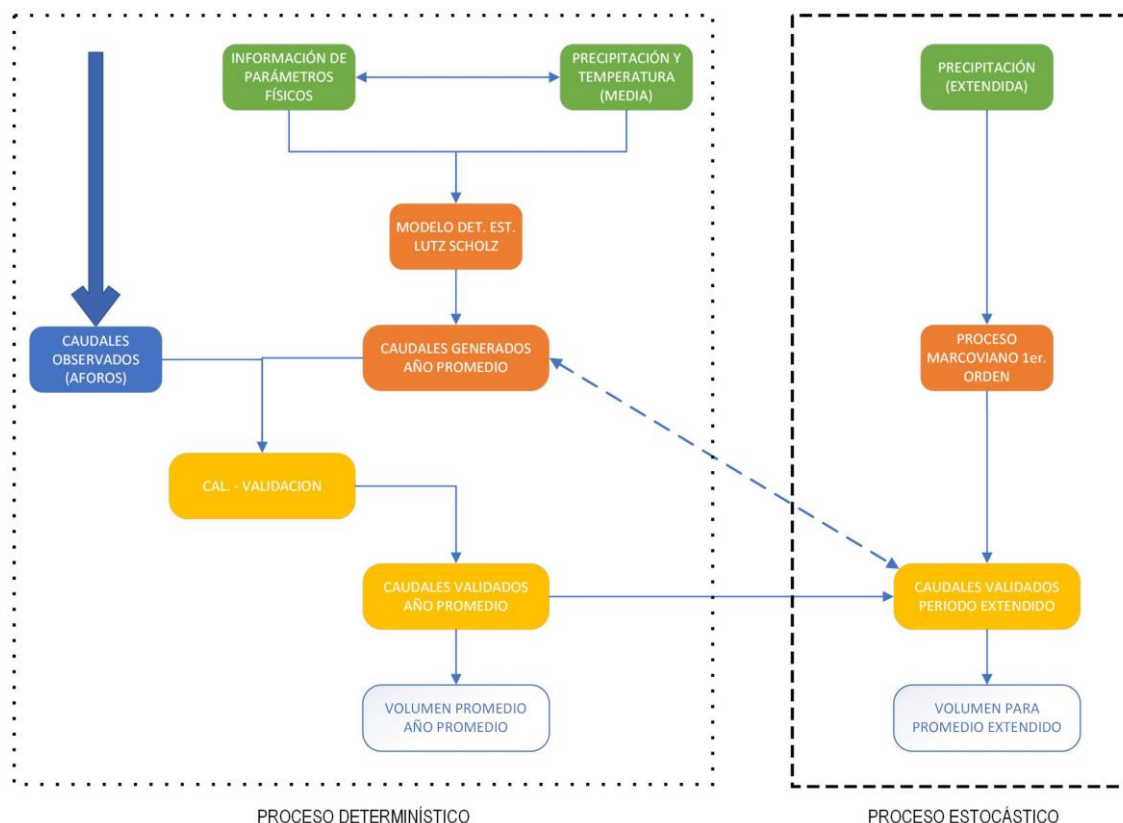 INFORMACIÓN DE
PARÁMETROS
FÍSICOS
PRECIPITACIÓN Y
TEMPERATURA
(MEDIA)
PRECIPITACIÓN
(EXTENDIDA)
MODELO DET. EST.
LUTZ SCHOLZ
CAUDALES
OBSERVADOS
(AFOROS)
CAUDALES GENERADOS
AÑO PROMEDIO
PROCESO
MARCOVIANO 1er.
ORDEN
CAL. - VALIDACION
CAUDALES VALIDADOS
AÑO PROMEDIO
CAUDALES VALIDADOS
PERIODO EXTENDIDO
VOLUMEN PROMEDIO
AÑO PROMEDIO
VOLUMEN PARA
PROMEDIO EXTENDIDO
PROCESO DETERMINÍSTICO
PROCESO ESTOCÁSTICO